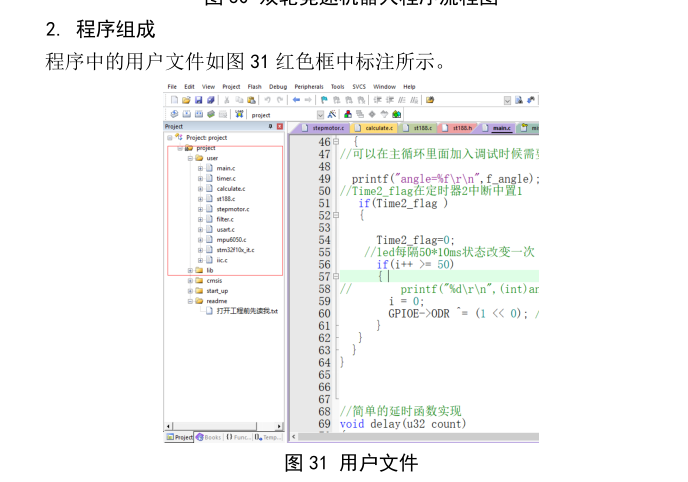 2. 程序组成
程序中的用户文件如图 31 红色框中标注所示。
File Edit View Project Flash Debug Peripherals Tools SVCS Window Help
project
Project
stepmotor.c calculate.c st188.c st188.h main.c
Project: project
project
user
main.c
timer.c
calculate.c
st188.c
stepmotor.c
filter.c
usart.c
mpu6050.c
stm32f10x_it.c
iic.c
lib
cmsis
start_up
readme
打开工程前先读我.txt
46 {
47 //可以在主循环里面加入调试时候需要
48
49 printf("angle=%f\r\n",f_angle);
50 //Time2_flag在定时器2中断中置1
51 if(Time2_flag )
52 {
53
54 Time2_flag=0;
55 //led每隔50*10ms状态改变一次
56 if(i++ >= 50)
57 {
58 // printf("%d\r\n",(int)an
59 i = 0;
60 GPIOE->ODR ^= (1 << 0); /
61 }
62 }
63 }
64 }
65
66
67
68 //简单的延时函数实现
69 void delay(u32 count)
Project Books {} Func... 0 Temp...
图 31 用户文件